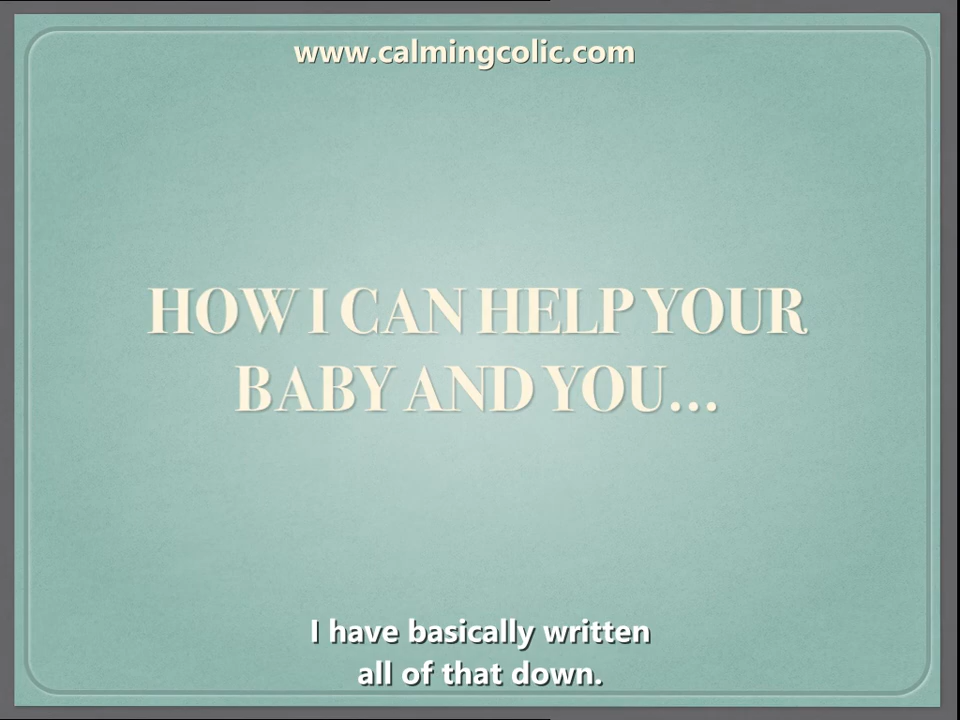 www.calmingcolic.com
HOW I CAN HELP YOUR
BABY AND YOU...
I have basically written
all of that down.